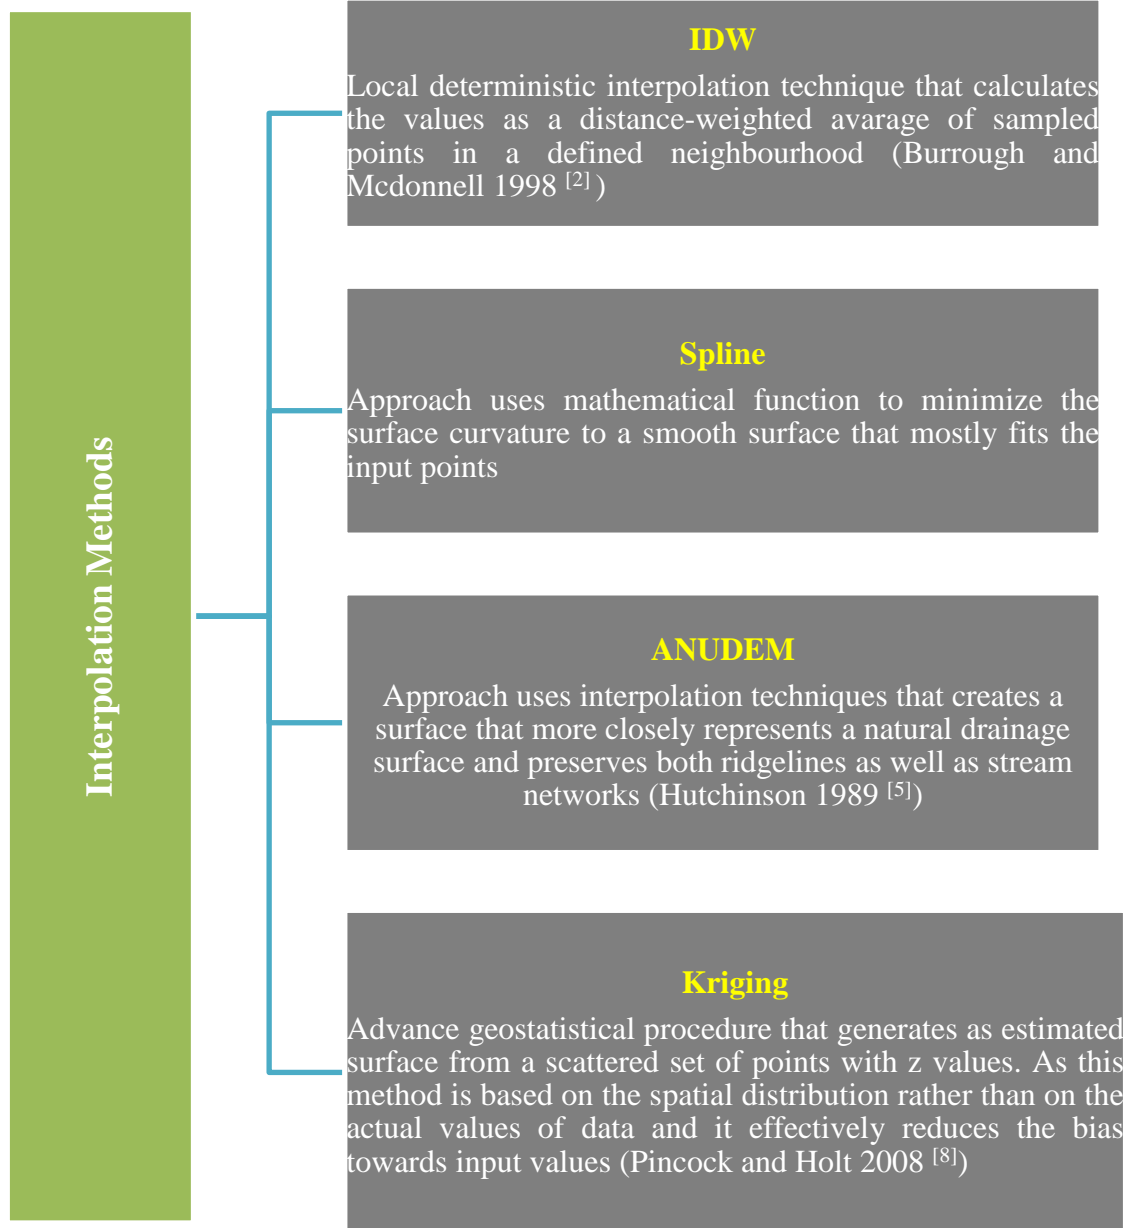 Interpolation Methods
IDW
Local deterministic interpolation technique that calculates
the values as a distance-weighted avarage of sampled
points in a defined neighbourhood (Burrough and
Mcdonnell 1998 [2] )
Spline
Approach uses mathematical function to minimize the
surface curvature to a smooth surface that mostly fits the
input points
ANUDEM
Approach uses interpolation techniques that creates a
surface that more closely represents a natural drainage
surface and preserves both ridgelines as well as stream
networks (Hutchinson 1989 [5])
Kriging
Advance geostatistical procedure that generates as estimated
surface from a scattered set of points with z values. As this
method is based on the spatial distribution rather than on the
actual values of data and it effectively reduces the bias
towards input values (Pincock and Holt 2008 [8])